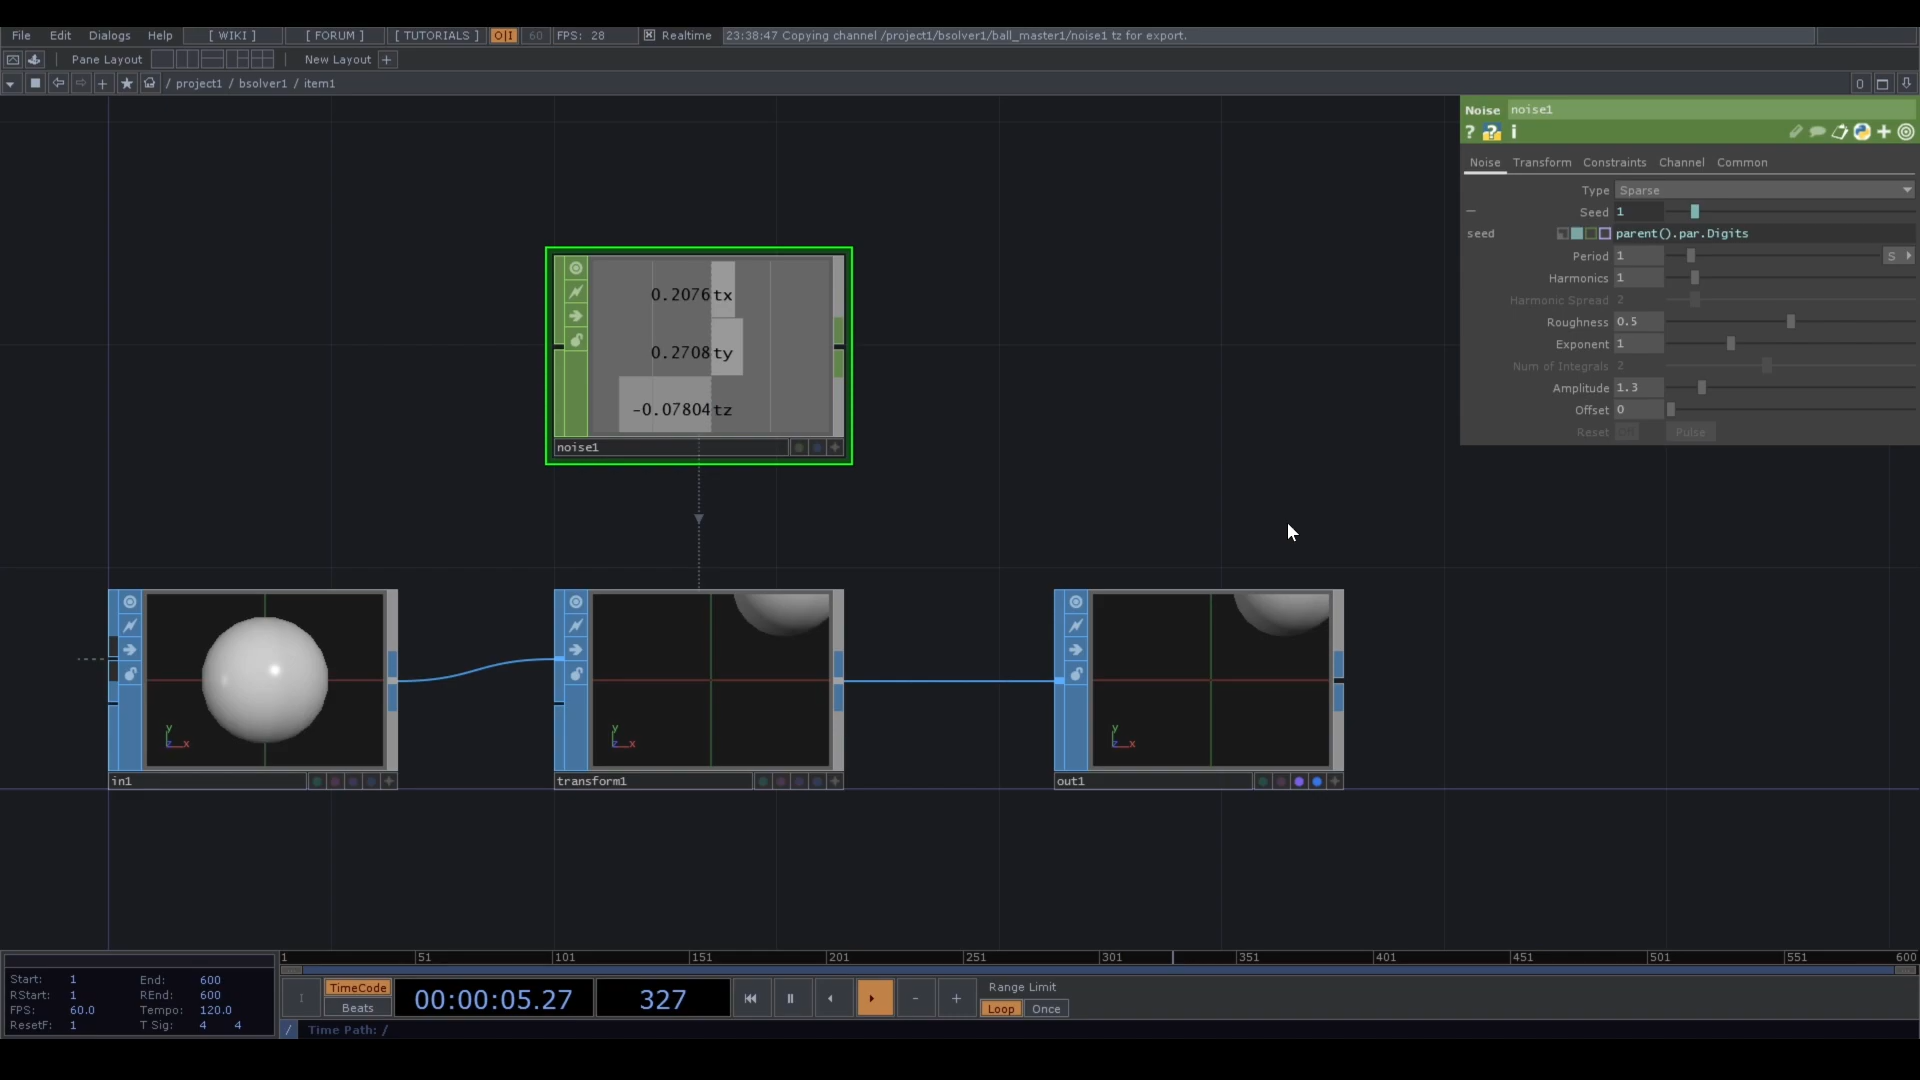 File Edit Dialogs Help [ WIKI ] [ FORUM ] [ TUTORIALS ] O|I 60 FPS: 28 Realtime 23:38:47 Copying channel /project1/bsolver1/ball_master1/noise1 tz for export.
Pane Layout New Layout +
/ project1 / bsolver1 / item1 0
Noise noise1
? ? i
Noise Transform Constraints Channel Common
Type Sparse
Seed 1
seed parent().par.Digits
Period 1 S
Harmonics 1
Harmonic Spread 2
Roughness 0.5
Exponent 1
Num of Integrals 2
Amplitude 1.3
Offset 0
Reset Pulse
0.2076 tx
0.2708 ty
-0.07804 tz
noise1
y
z x
in1
y
z x
transform1
y
z x
out1
1 51 101 151 201 251 301 351 401 451 501 551 600
Start: 1 End: 600
RStart: 1 REnd: 600
FPS: 60.0 Tempo: 120.0
ResetF: 1 T Sig: 4 4
I TimeCode Beats 00:00:05.27 327 - + Range Limit
Loop Once
/ Time Path: /